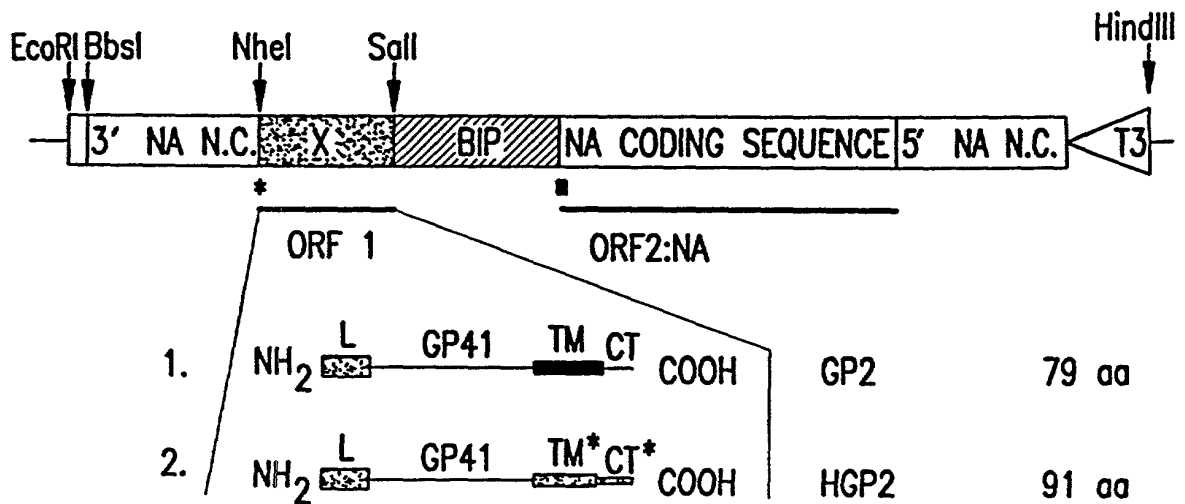 EcoRI BbsI NheI SalI HindIII
3' NA N.C. X BIP NA CODING SEQUENCE 5' NA N.C. T3
* ■
ORF 1 ORF2:NA
1. NH2 L GP41 TM CT COOH GP2 79 aa
2. NH2 L GP41 TM* CT* COOH HGP2 91 aa